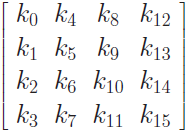 k₀ k₄ k₈ k₁₂
k₁ k₅ k₉ k₁₃
k₂ k₆ k₁₀ k₁₄
k₃ k₇ k₁₁ k₁₅